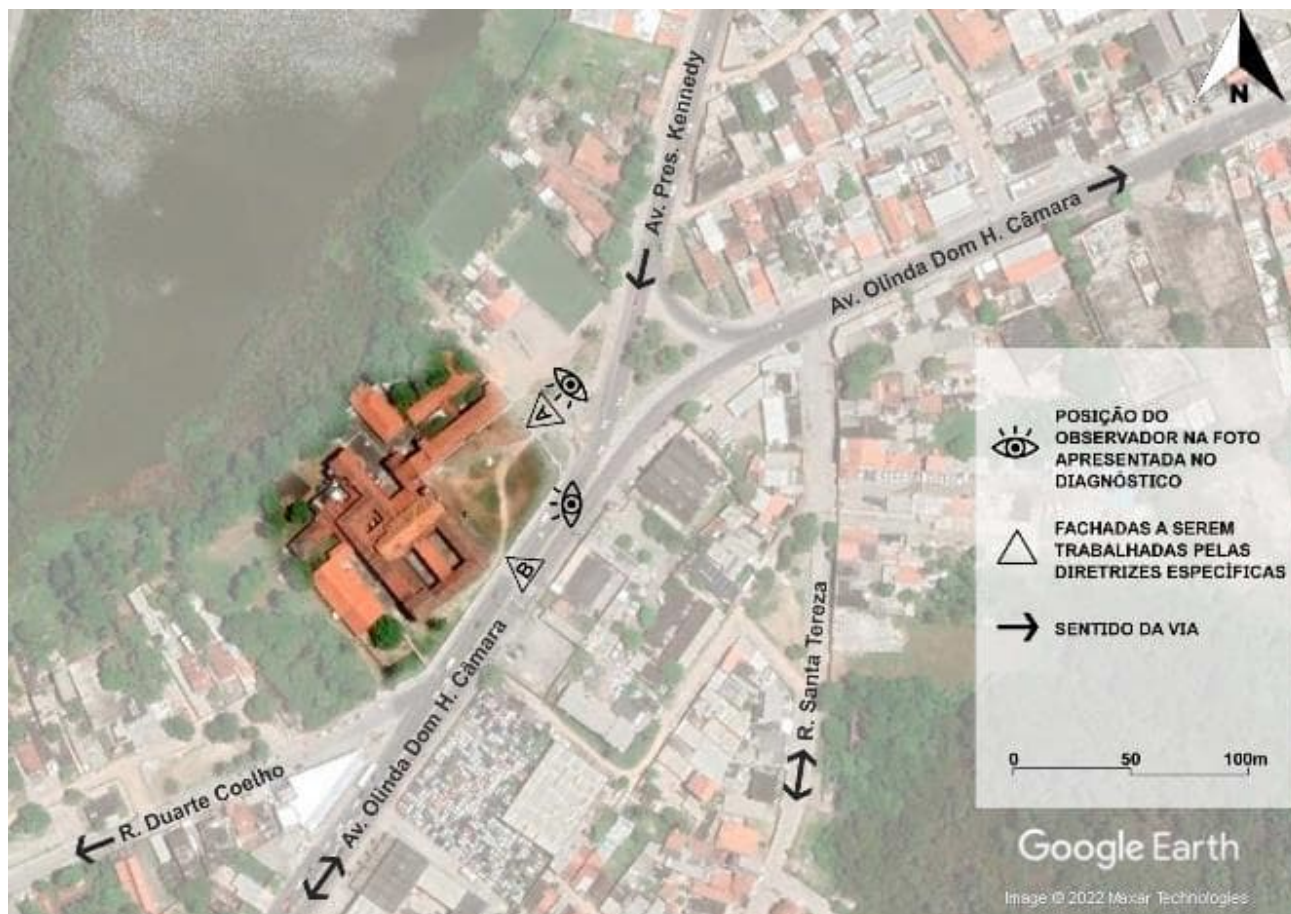 Av. Pres. Kennedy
N
Av. Olinda Dom H. Câmara
A
B
Av. Olinda Dom H. Câmara
R. Santa Tereza
R. Duarte Coelho
POSIÇÃO DO
OBSERVADOR NA FOTO
APRESENTADA NO
DIAGNÓSTICO
FACHADAS A SEREM
TRABALHADAS PELAS
DIRETRIZES ESPECÍFICAS
SENTIDO DA VIA
0 50 100m
Google Earth
Image © 2022 Maxar Technologies